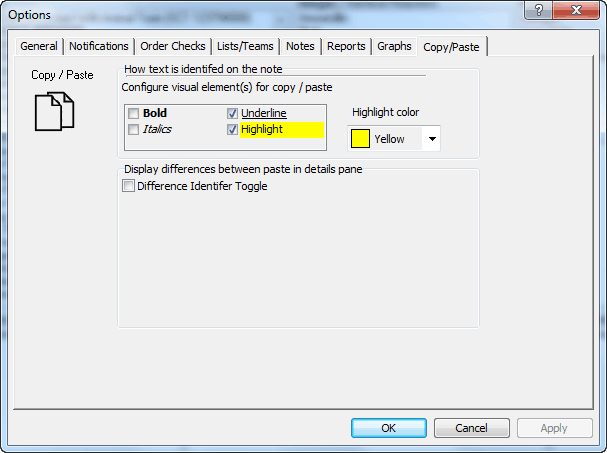 Options
General Notifications Order Checks Lists/Teams Notes Reports Graphs Copy/Paste
Copy / Paste
How text is identifed on the note
Configure visual element(s) for copy / paste
Bold Underline
Italics Highlight
Highlight color
Yellow
Display differences between paste in details pane
Difference Identifer Toggle
OK Cancel Apply